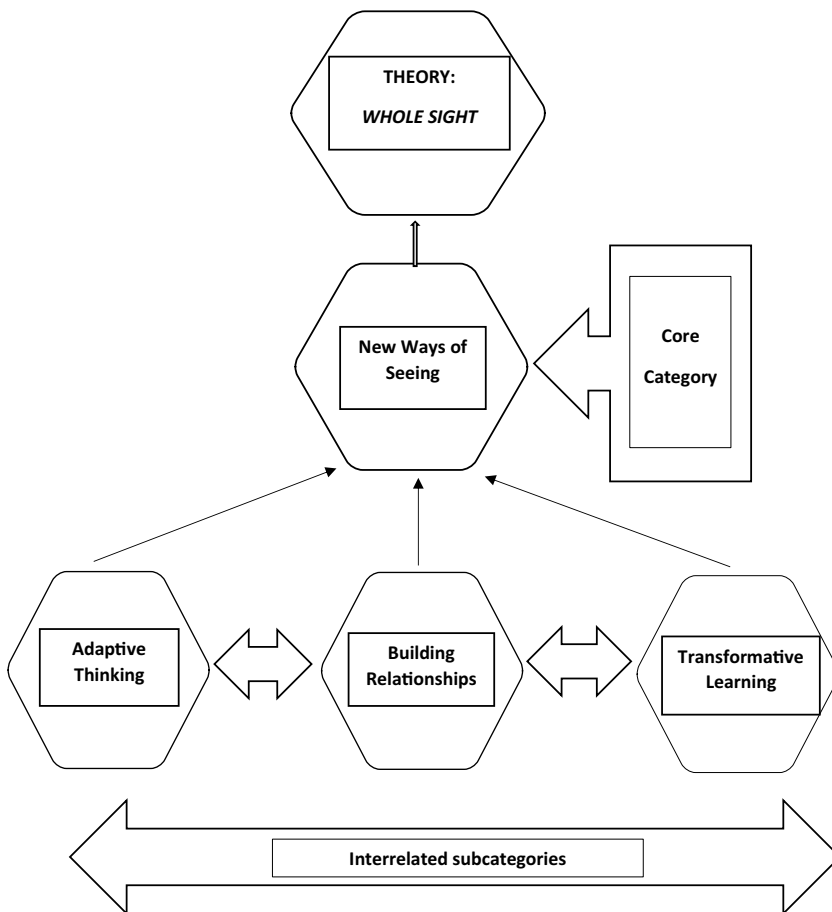 THEORY:
WHOLE SIGHT
New Ways of
Seeing
Core
Category
Adaptive
Thinking
Building
Relationships
Transformative
Learning
Interrelated subcategories